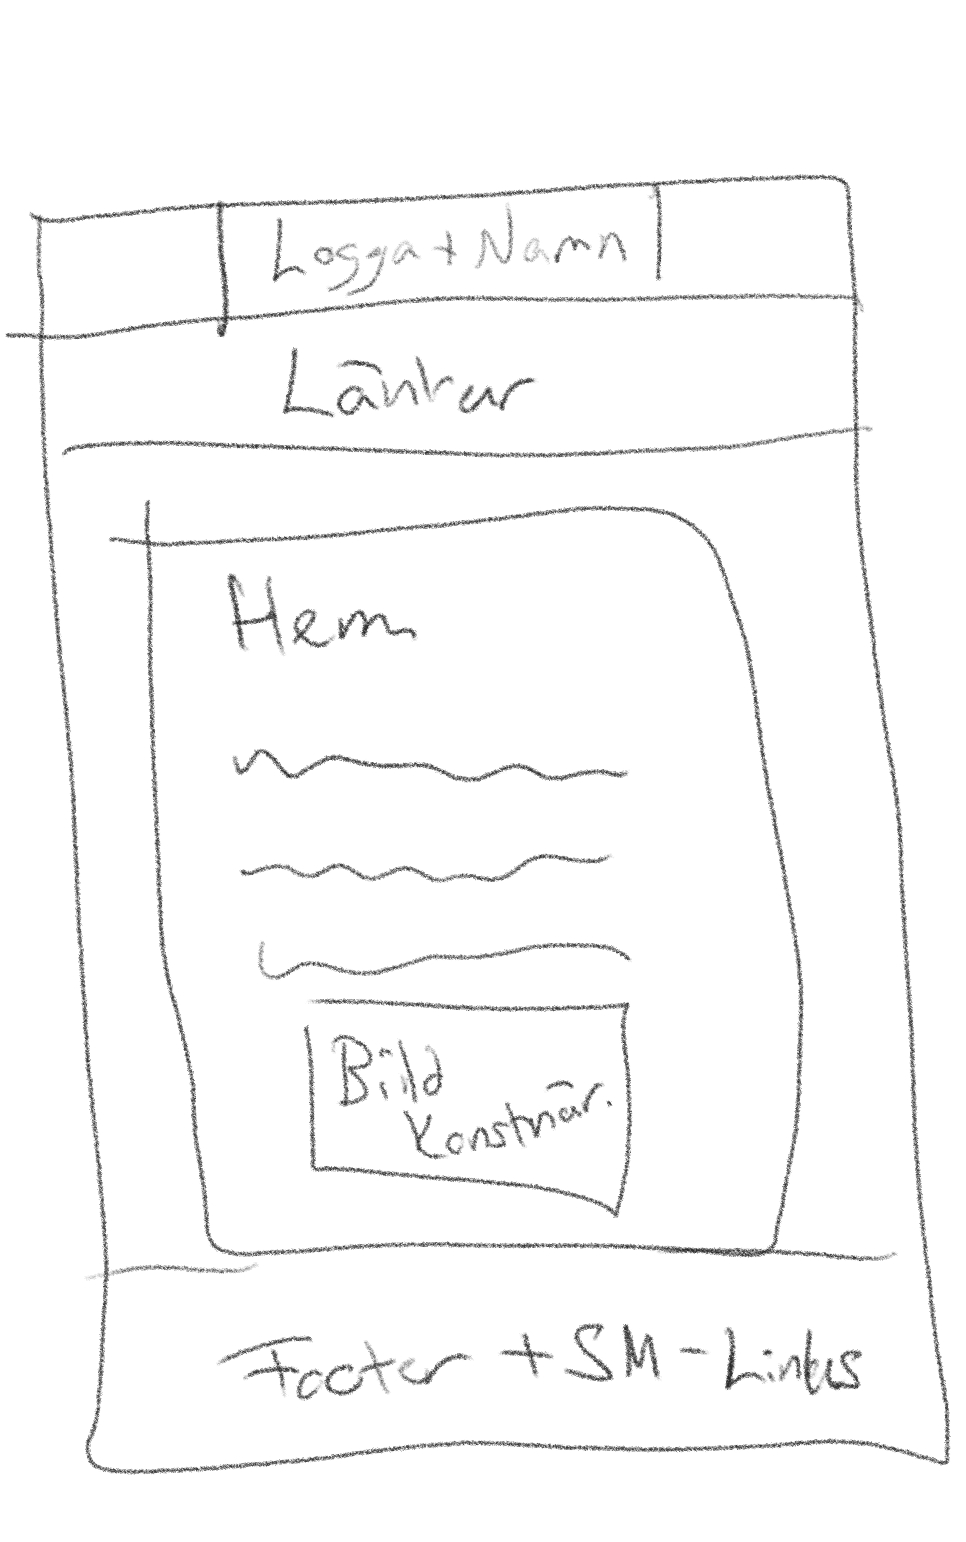 Logga + Namn
Länkar
Hem
Bild
Konstnär.
Footer + SM - Links